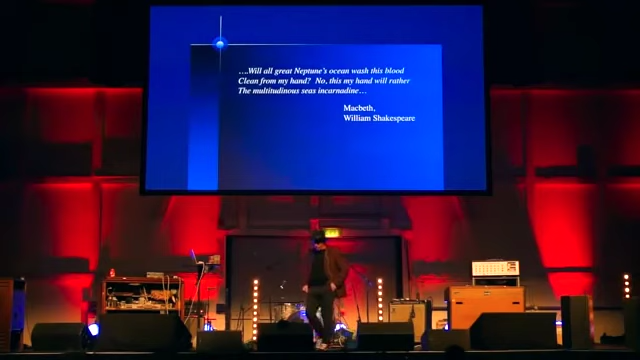 ….Will all great Neptune's ocean wash this blood
Clean from my hand? No, this my hand will rather
The multitudinous seas incarnadine…
Macbeth,
William Shakespeare